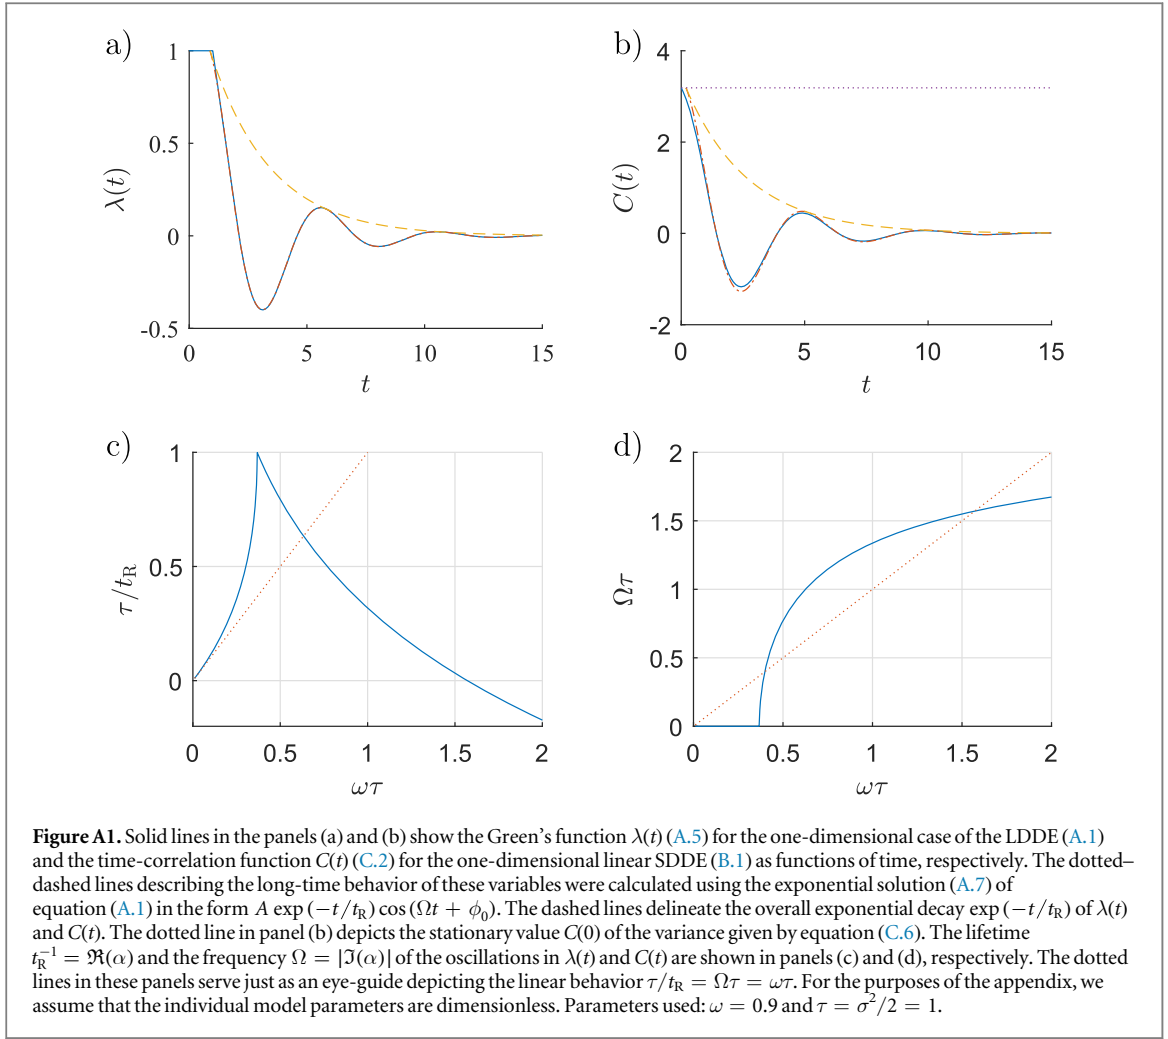 a)
1
0.5
0
-0.5
λ(t)
0 5 10 15
t
b)
4
2
0
-2
C(t)
0 5 10 15
t
c)
1
0.5
0
τ/t_R
0 0.5 1 1.5 2
ωτ
d)
2
1.5
1
0.5
0
Ωτ
0 0.5 1 1.5 2
ωτ
Figure A1. Solid lines in the panels (a) and (b) show the Green's function λ(t) (A.5) for the one-dimensional case of the LDDE (A.1)
and the time-correlation function C(t) (C.2) for the one-dimensional linear SDDE (B.1) as functions of time, respectively. The dotted–
dashed lines describing the long-time behavior of these variables were calculated using the exponential solution (A.7) of
equation (A.1) in the form A exp (−t/t_R) cos (Ωt + ϕ₀). The dashed lines delineate the overall exponential decay exp (−t/t_R) of λ(t)
and C(t). The dotted line in panel (b) depicts the stationary value C(0) of the variance given by equation (C.6). The lifetime
t_R⁻¹ = ℜ(α) and the frequency Ω = |ℑ(α)| of the oscillations in λ(t) and C(t) are shown in panels (c) and (d), respectively. The dotted
lines in these panels serve just as an eye-guide depicting the linear behavior τ/t_R = Ωτ = ωτ. For the purposes of the appendix, we
assume that the individual model parameters are dimensionless. Parameters used: ω = 0.9 and τ = σ²/2 = 1.